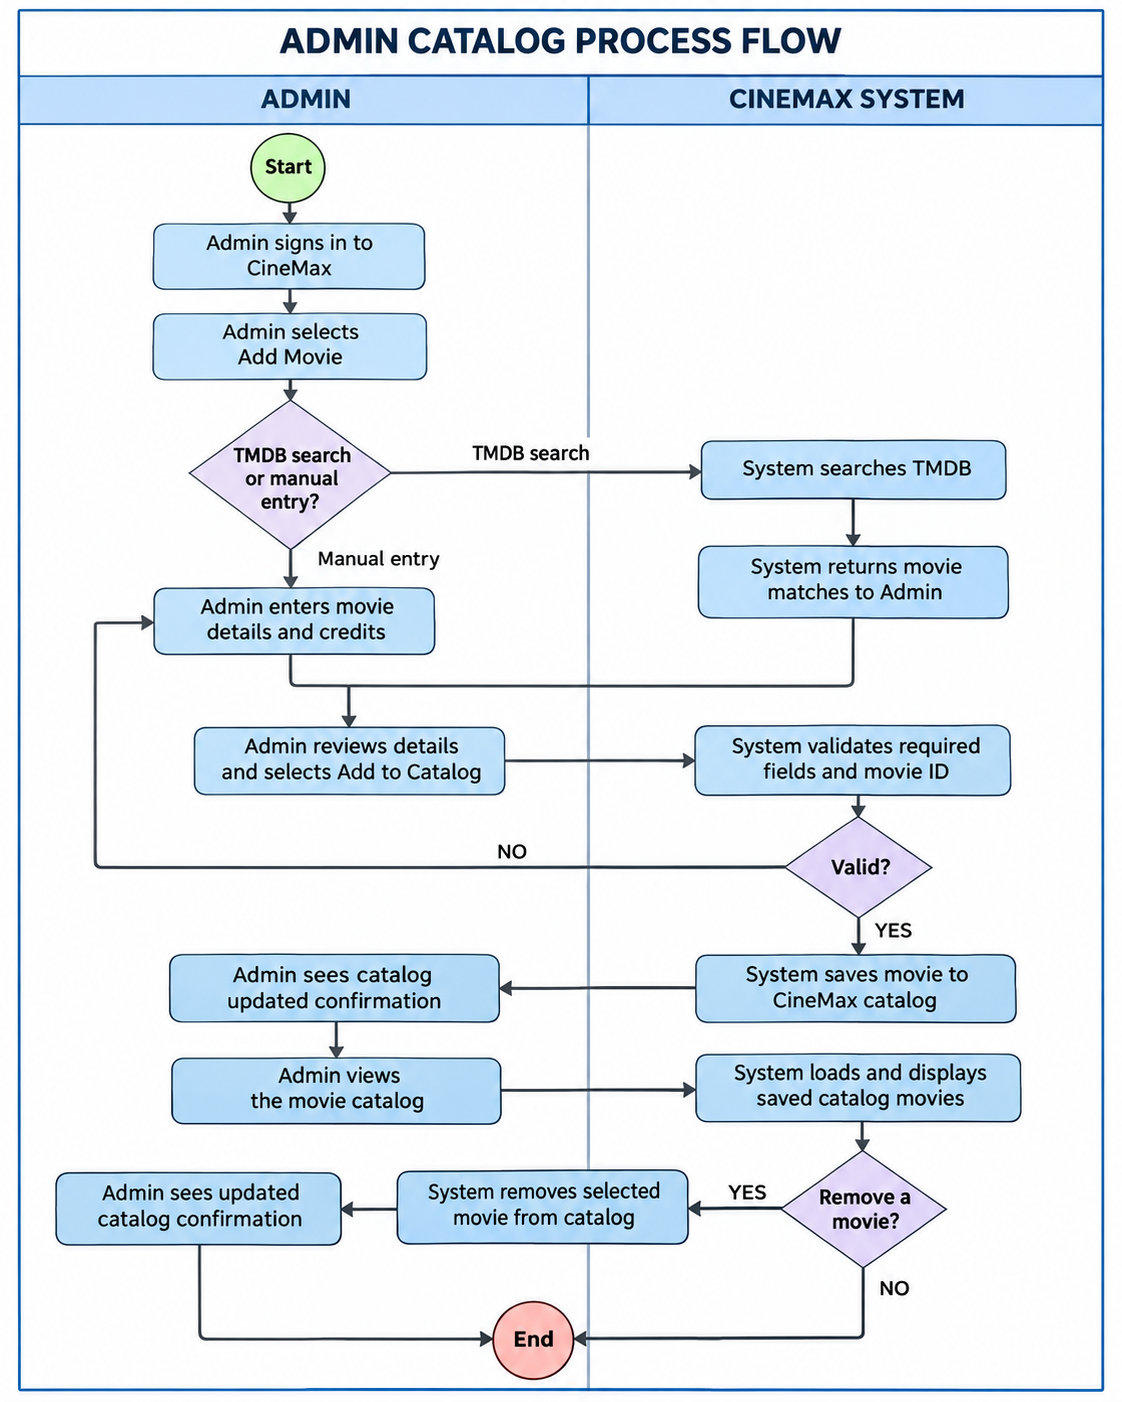 ADMIN CATALOG PROCESS FLOW
ADMIN
CINEMAX SYSTEM
Start
Admin signs in to
CineMax
Admin selects
Add Movie
TMDB search
or manual
entry?
TMDB search
System searches TMDB
System returns movie
matches to Admin
Manual entry
Admin enters movie
details and credits
Admin reviews details
and selects Add to Catalog
System validates required
fields and movie ID
NO
Valid?
YES
System saves movie to
CineMax catalog
Admin sees catalog
updated confirmation
Admin views
the movie catalog
System loads and displays
saved catalog movies
Remove a
movie?
YES
System removes selected
movie from catalog
Admin sees updated
catalog confirmation
NO
End